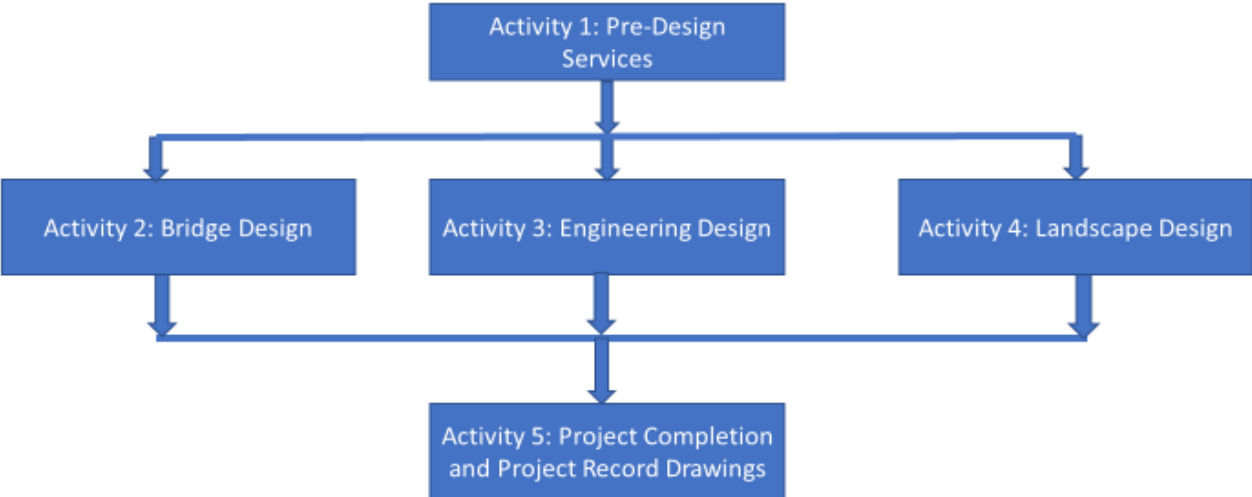 Activity 1: Pre-Design
Services
Activity 2: Bridge Design
Activity 3: Engineering Design
Activity 4: Landscape Design
Activity 5: Project Completion
and Project Record Drawings